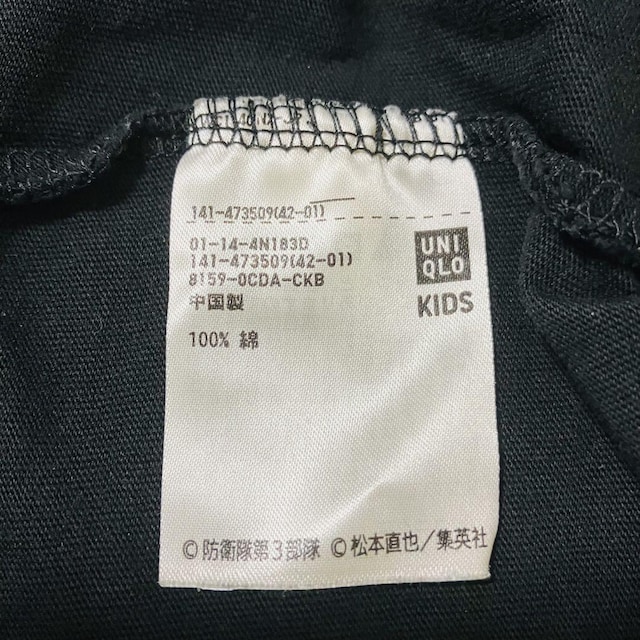 141-473509(42-01)
01-14-4N183D
141-473509(42-01)
8159-0CDA-CKB
中国製
100% 綿
UNI
QLO
KIDS
© 防衛隊第3部隊 © 松本直也/集英社